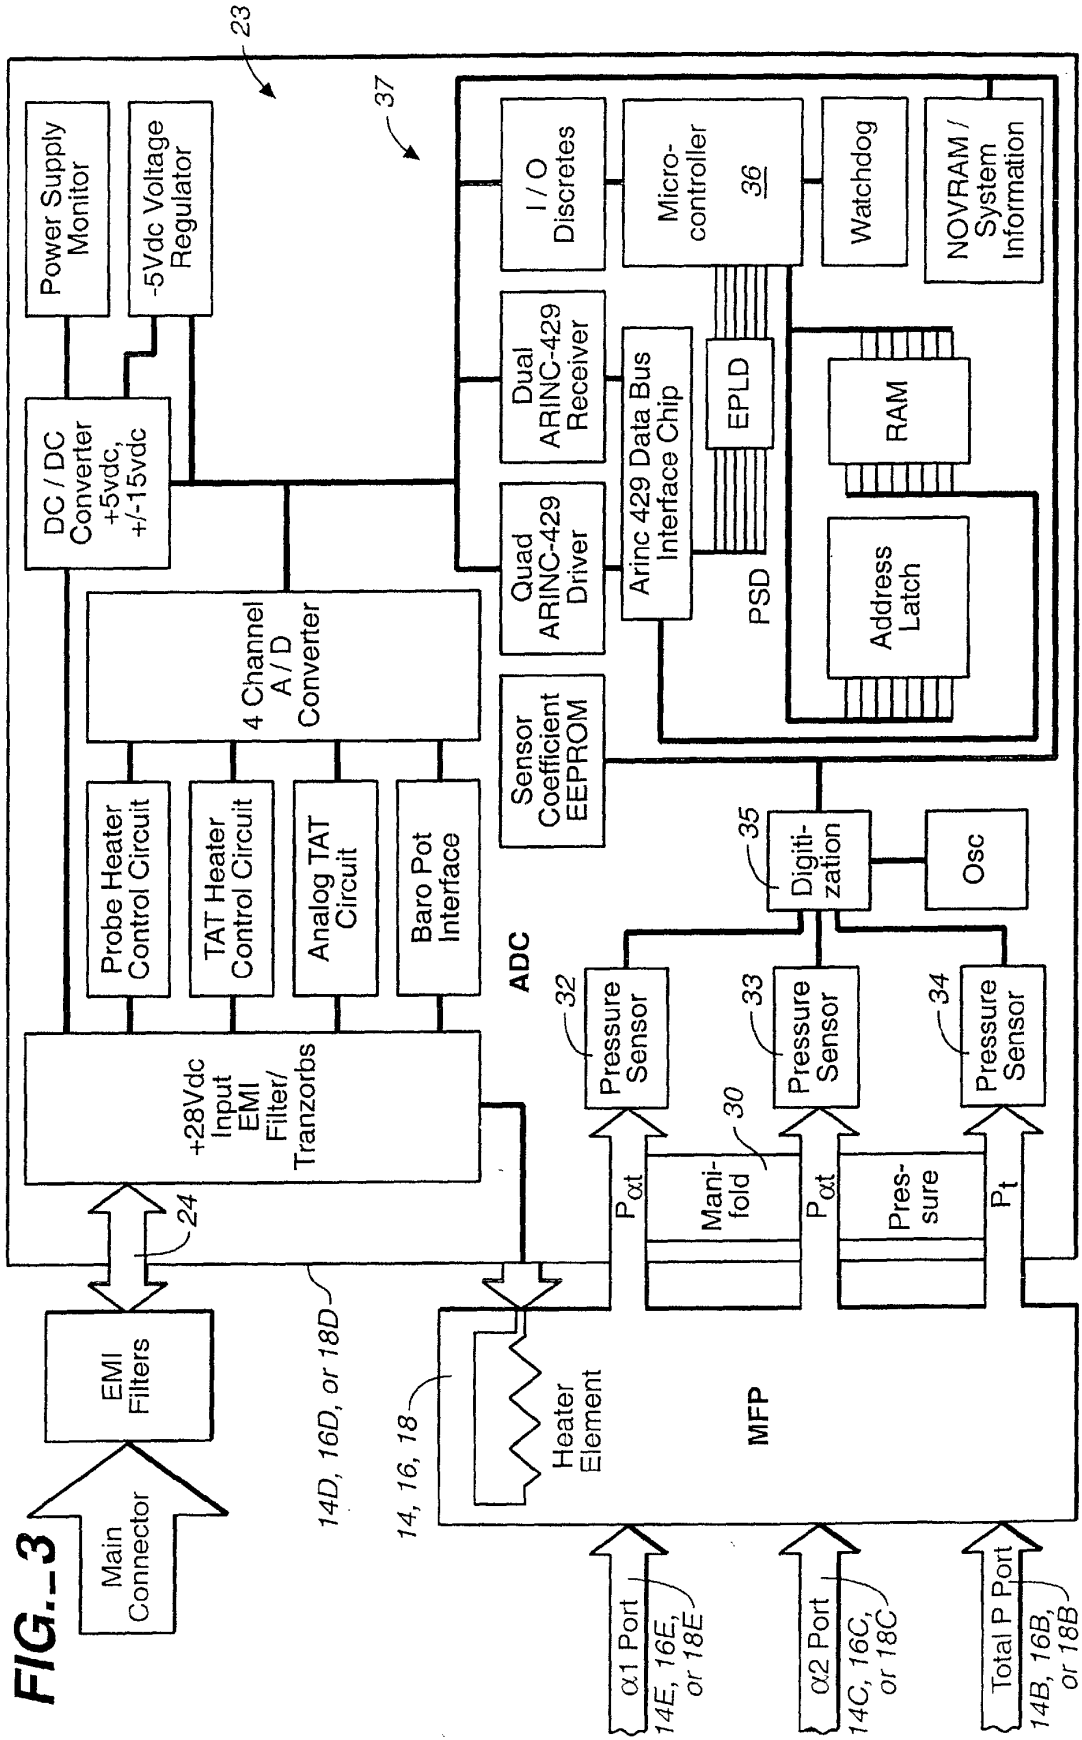 FIG._3
23
37
Main
Connector
EMI
Filters
24
+28Vdc
Input
EMI
Filter/
Tranzorbs
Probe Heater
Control Circuit
TAT Heater
Control Circuit
Analog TAT
Circuit
Baro Pot
Interface
4 Channel
A / D
Converter
DC / DC
Converter
+5vdc,
+/-15vdc
Power Supply
Monitor
-5Vdc Voltage
Regulator
14D, 16D, or 18D
14, 16, 18
Heater
Element
MFP
ADC
α1 Port
14E, 16E,
or 18E
α2 Port
14C, 16C,
or 18C
Total P Port
14B, 16B,
or 18B
Pαt
Pαt
Pt
Mani-
fold
30
Pres-
sure
32
Pressure
Sensor
33
Pressure
Sensor
34
Pressure
Sensor
35
Digiti-
zation
Osc
Sensor
Coefficient
EEPROM
Quad
ARINC-429
Driver
Dual
ARINC-429
Receiver
I / O
Discretes
Arinc 429 Data Bus
Interface Chip
Micro-
controller
36
PSD
EPLD
Watchdog
Address
Latch
RAM
NOVRAM /
System
Information